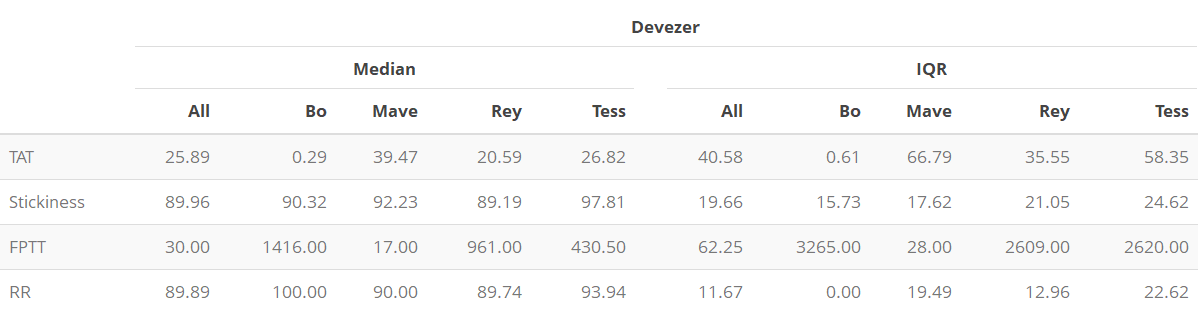 Devezer
Median IQR
All Bo Mave Rey Tess All Bo Mave Rey Tess
TAT 25.89 0.29 39.47 20.59 26.82 40.58 0.61 66.79 35.55 58.35
Stickiness 89.96 90.32 92.23 89.19 97.81 19.66 15.73 17.62 21.05 24.62
FPTT 30.00 1416.00 17.00 961.00 430.50 62.25 3265.00 28.00 2609.00 2620.00
RR 89.89 100.00 90.00 89.74 93.94 11.67 0.00 19.49 12.96 22.62